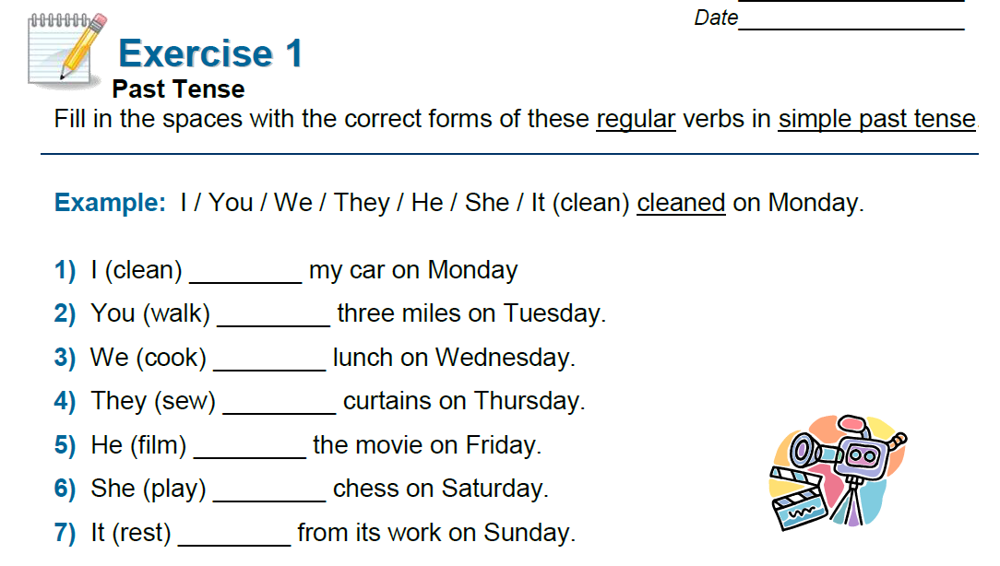 Date____________________
Exercise 1
Past Tense
Fill in the spaces with the correct forms of these regular verbs in simple past tense.
Example: I / You / We / They / He / She / It (clean) cleaned on Monday.
1) I (clean) ________ my car on Monday
2) You (walk) ________ three miles on Tuesday.
3) We (cook) ________ lunch on Wednesday.
4) They (sew) ________ curtains on Thursday.
5) He (film) ________ the movie on Friday.
6) She (play) ________ chess on Saturday.
7) It (rest) ________ from its work on Sunday.